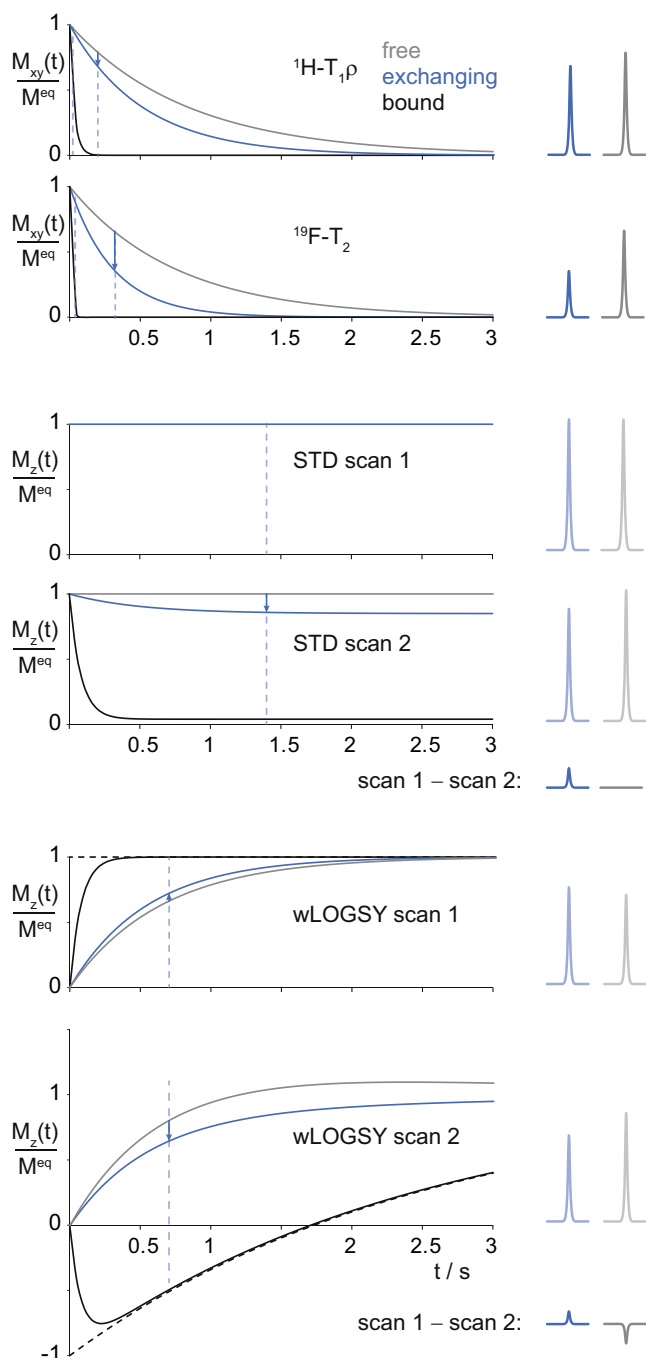 1
M_xy(t)
M^eq
0
¹H-T₁ρ
free
exchanging
bound
1
M_xy(t)
M^eq
0
¹⁹F-T₂
0.5 1 1.5 2 2.5 3
1
M_z(t)
M^eq
0
STD scan 1
1
M_z(t)
M^eq
0
STD scan 2
0.5 1 1.5 2 2.5 3
scan 1 – scan 2:
1
M_z(t)
M^eq
0
wLOGSY scan 1
1
M_z(t)
M^eq
0
-1
wLOGSY scan 2
0.5 1 1.5 2 2.5 3
t / s
scan 1 – scan 2: